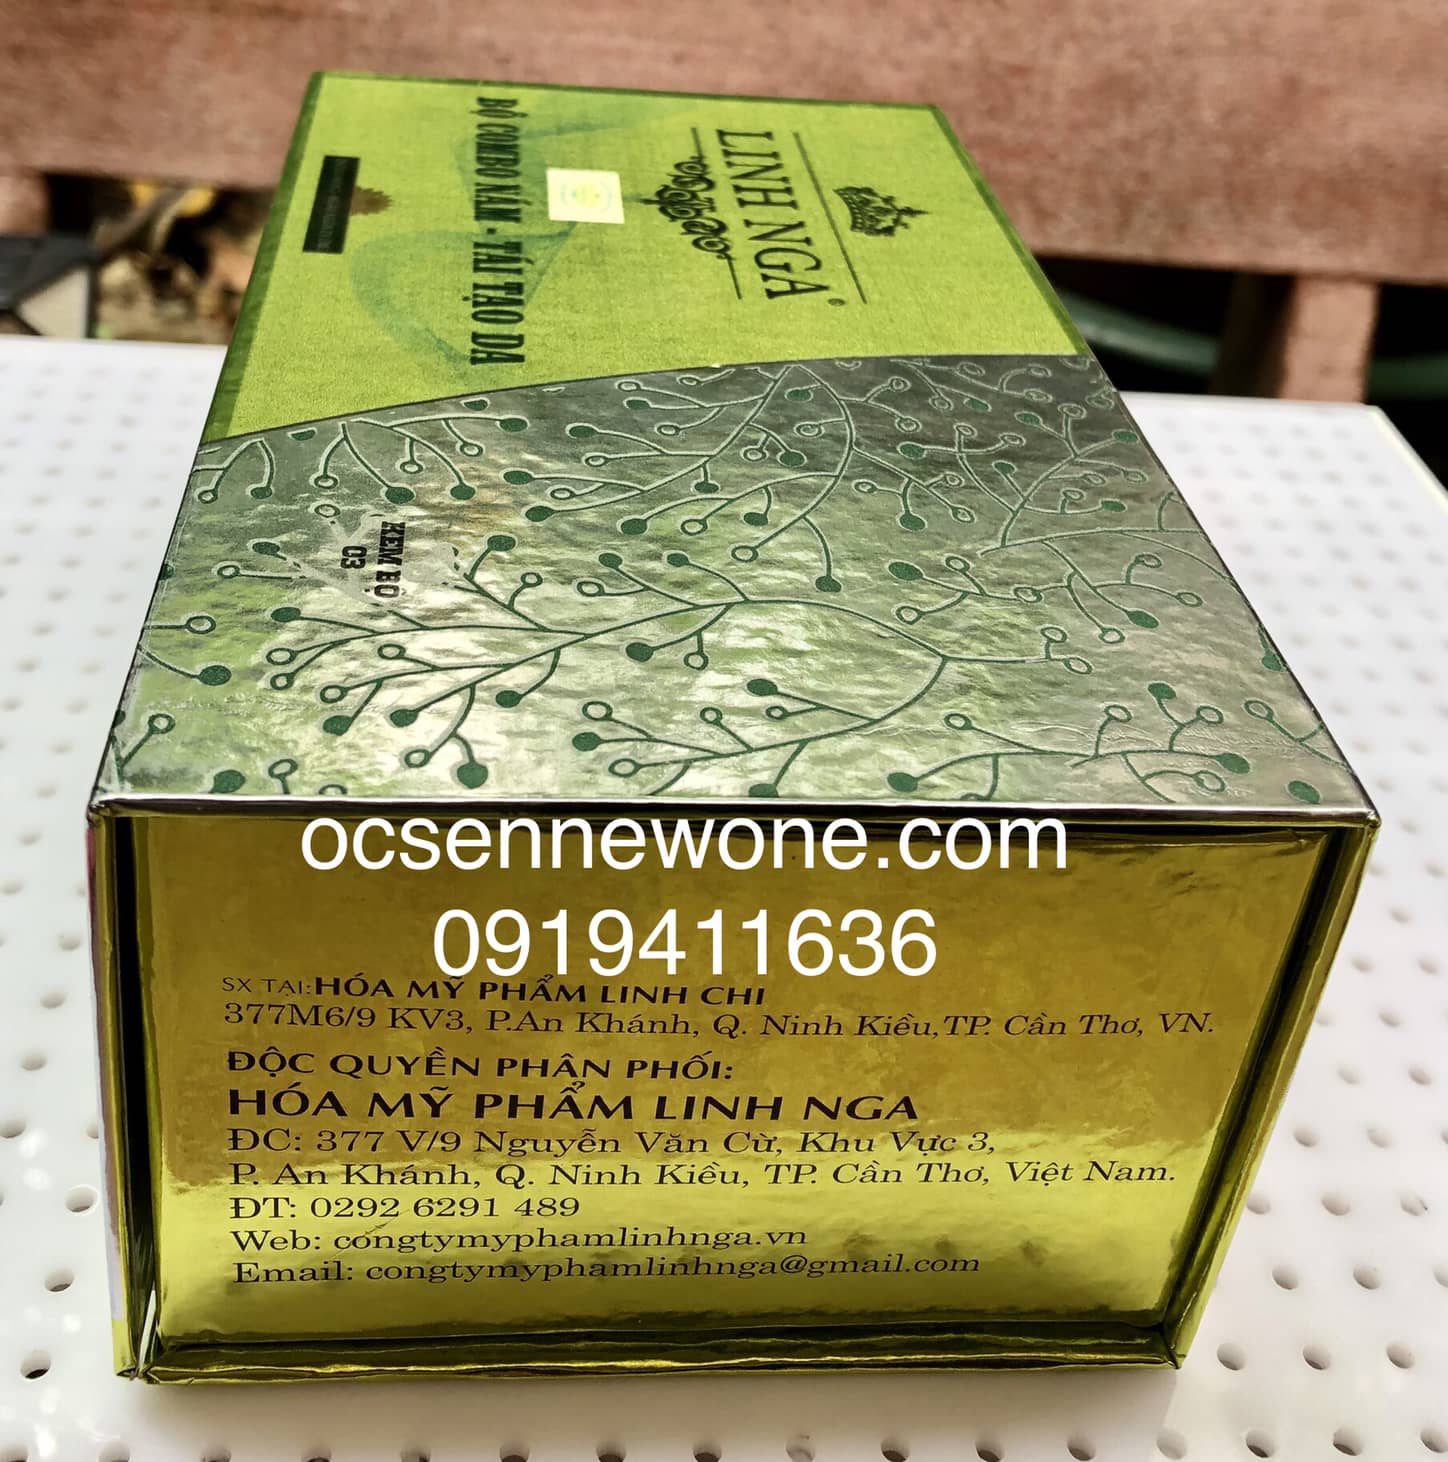 LINH NGA
BỘ COMBO NÁM - TÁI TẠO DA
KEM BỘ
03
ocsennewone.com
0919411636
SX TẠI:HÓA MỸ PHẨM LINH CHI
377M6/9 KV3, P.An Khánh, Q. Ninh Kiều,TP. Cần Thơ, VN.
ĐỘC QUYỀN PHÂN PHỐI:
HÓA MỸ PHẨM LINH NGA
ĐC: 377 V/9 Nguyễn Văn Cừ, Khu Vực 3,
P. An Khánh, Q. Ninh Kiều, TP. Cần Thơ, Việt Nam.
ĐT: 0292 6291 489
Web: congtymyphamlinhnga.vn
Email: congtymyphamlinhnga@gmail.com